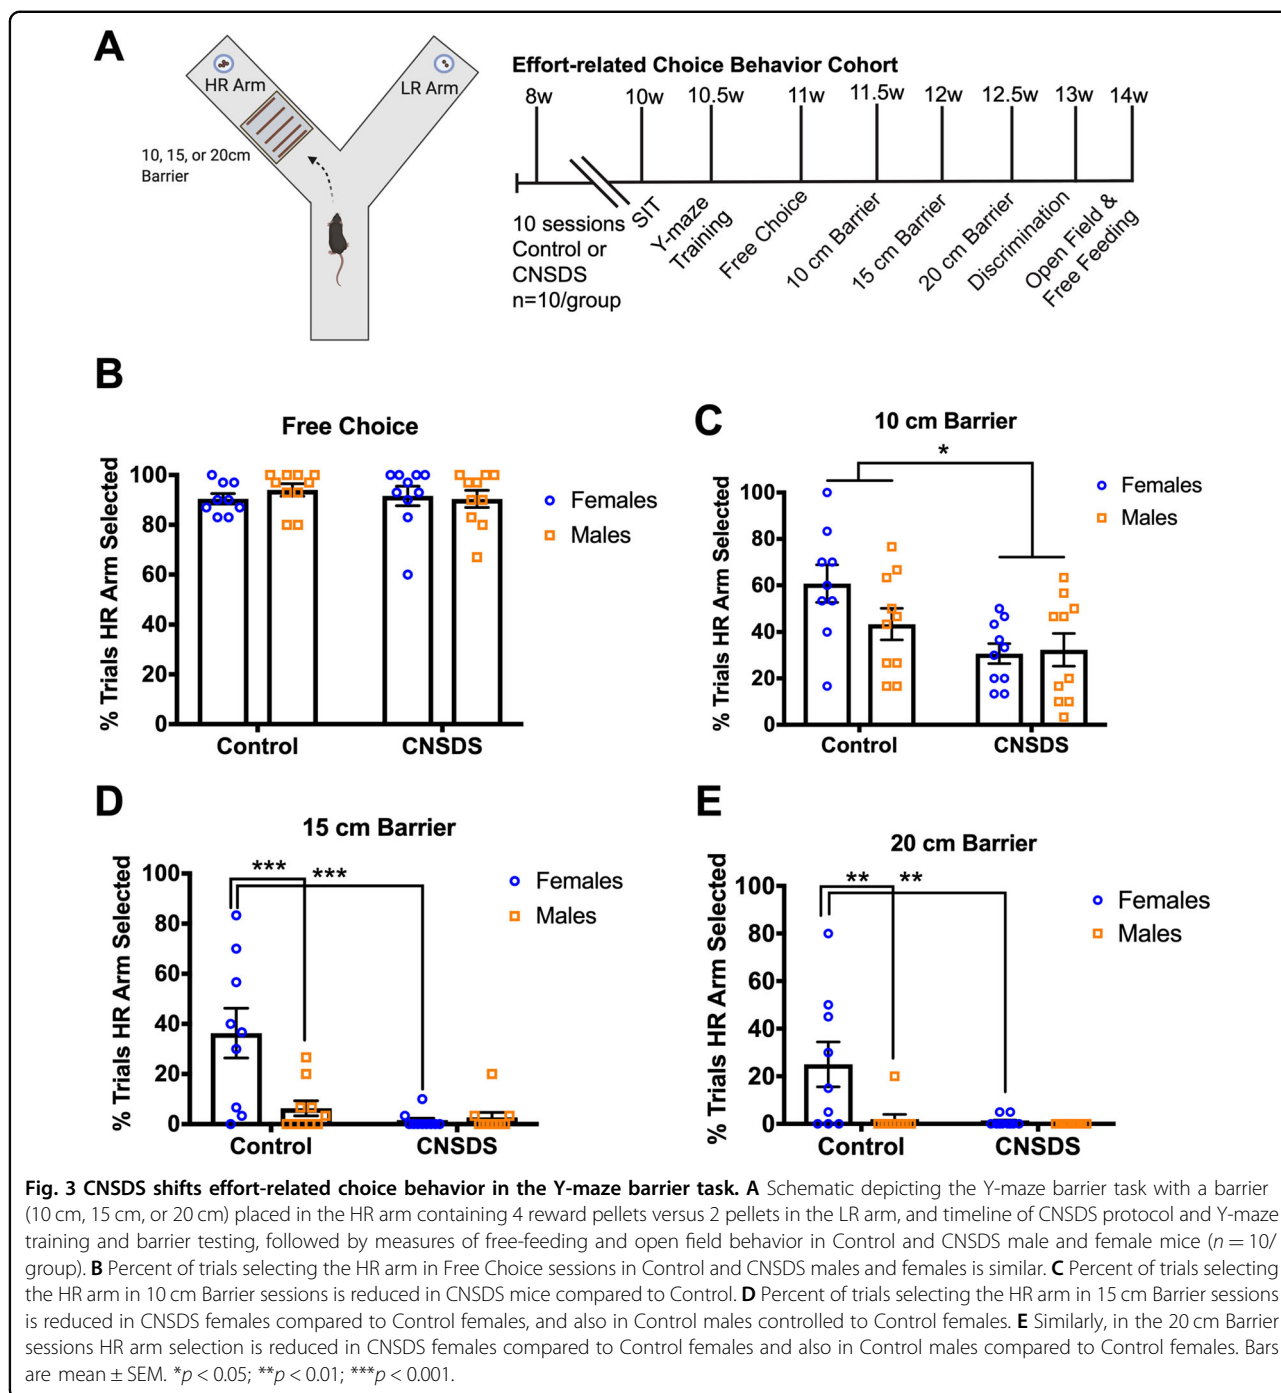 A
HR Arm
LR Arm
10, 15, or 20cm
Barrier
Effort-related Choice Behavior Cohort
8w 10w 10.5w 11w 11.5w 12w 12.5w 13w 14w
10 sessions
Control or
CNSDS
n=10/group
SIT
Y-maze
Training
Free Choice
10 cm Barrier
15 cm Barrier
20 cm Barrier
Discrimination
Open Field &
Free Feeding
B
Free Choice
% Trials HR Arm Selected
100
80
60
40
20
0
Control CNSDS
Females
Males
C
10 cm Barrier
*
% Trials HR Arm Selected
100
80
60
40
20
0
Control CNSDS
Females
Males
D
15 cm Barrier
*** ***
% Trials HR Arm Selected
100
80
60
40
20
0
Control CNSDS
Females
Males
E
20 cm Barrier
** **
% Trials HR Arm Selected
100
80
60
40
20
0
Control CNSDS
Females
Males
Fig. 3 CNSDS shifts effort-related choice behavior in the Y-maze barrier task. A Schematic depicting the Y-maze barrier task with a barrier
(10 cm, 15 cm, or 20 cm) placed in the HR arm containing 4 reward pellets versus 2 pellets in the LR arm, and timeline of CNSDS protocol and Y-maze
training and barrier testing, followed by measures of free-feeding and open field behavior in Control and CNSDS male and female mice (n = 10/
group). B Percent of trials selecting the HR arm in Free Choice sessions in Control and CNSDS males and females is similar. C Percent of trials selecting
the HR arm in 10 cm Barrier sessions is reduced in CNSDS mice compared to Control. D Percent of trials selecting the HR arm in 15 cm Barrier sessions
is reduced in CNSDS females compared to Control females, and also in Control males controlled to Control females. E Similarly, in the 20 cm Barrier
sessions HR arm selection is reduced in CNSDS females compared to Control females and also in Control males compared to Control females. Bars
are mean ± SEM. *p < 0.05; **p < 0.01; ***p < 0.001.